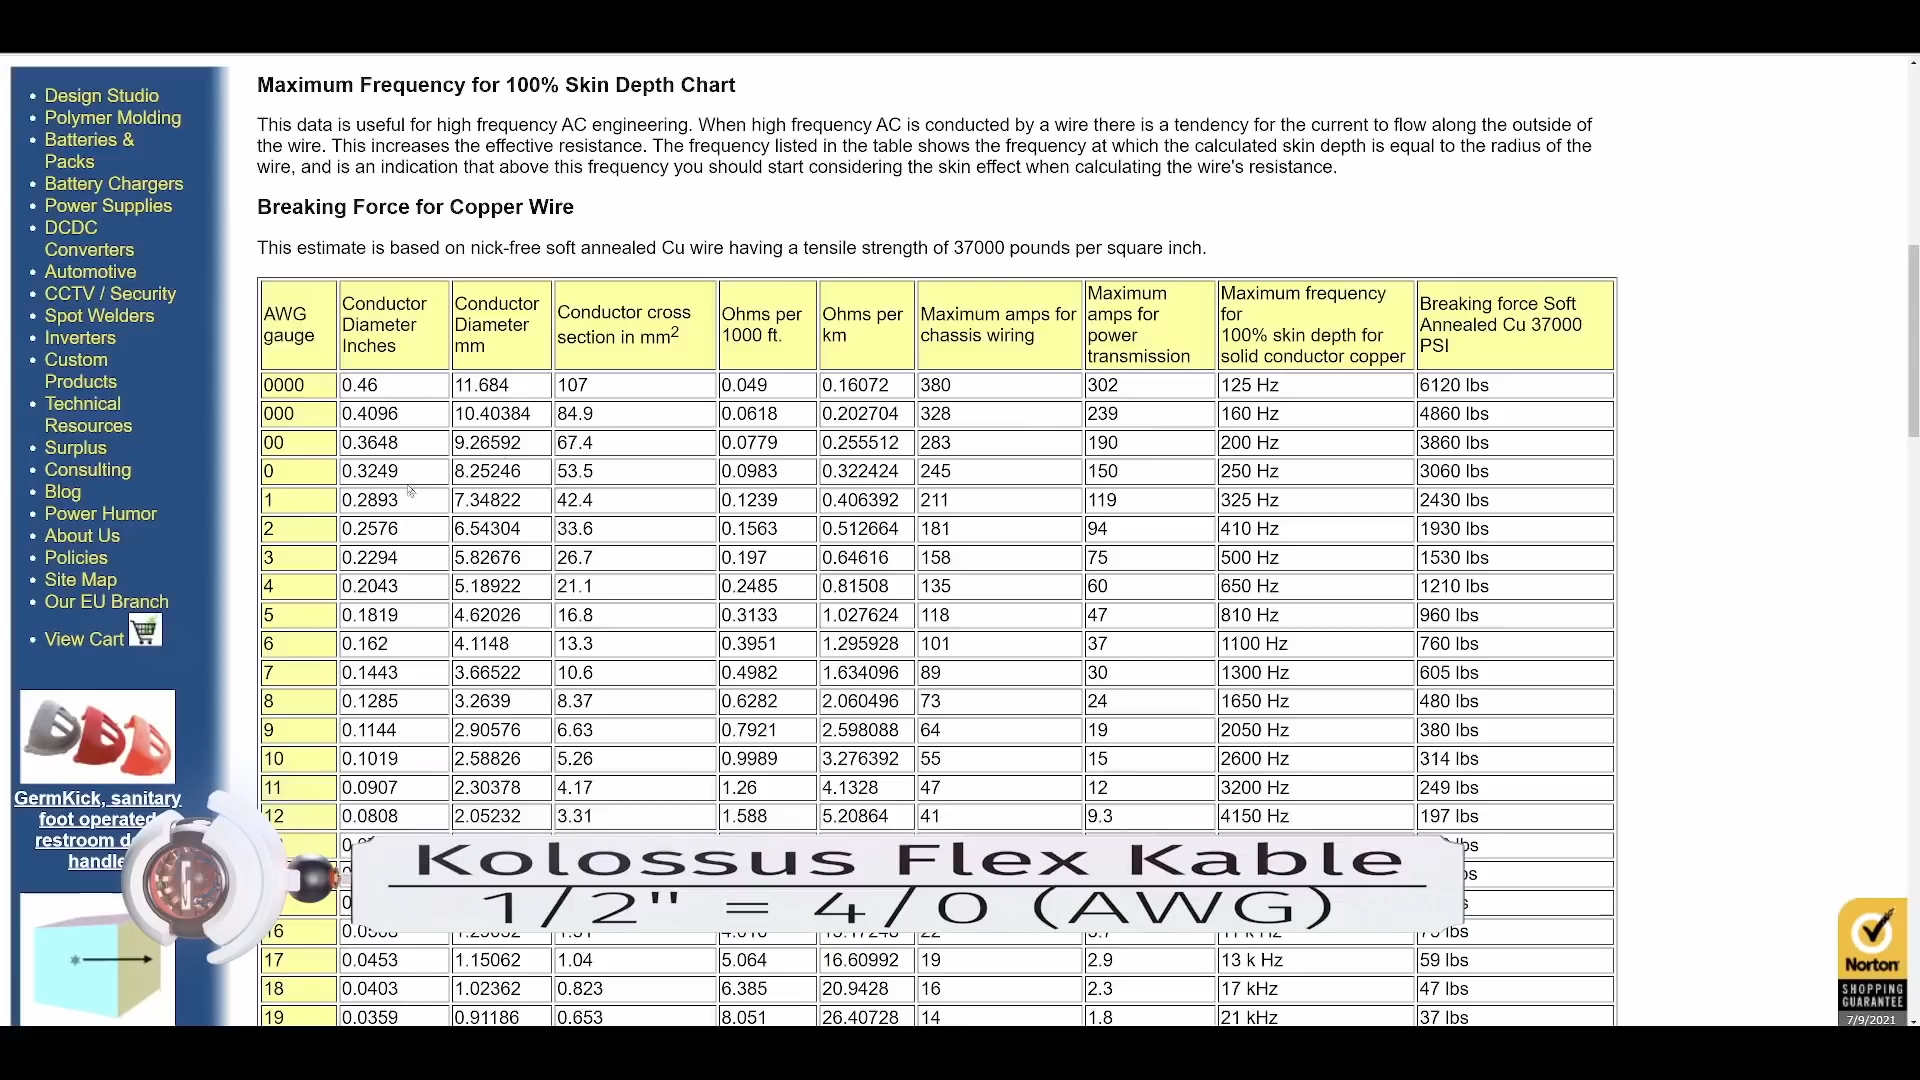 Design Studio
Polymer Molding
Batteries &
Packs
Battery Chargers
Power Supplies
DCDC
Converters
Automotive
CCTV / Security
Spot Welders
Inverters
Custom
Products
Technical
Resources
Surplus
Consulting
Blog
Power Humor
About Us
Policies
Site Map
Our EU Branch
View Cart
GermKick, sanitary
foot operated
restroom
handle
Maximum Frequency for 100% Skin Depth Chart
This data is useful for high frequency AC engineering. When high frequency AC is conducted by a wire there is a tendency for the current to flow along the outside of
the wire. This increases the effective resistance. The frequency listed in the table shows the frequency at which the calculated skin depth is equal to the radius of the
wire, and is an indication that above this frequency you should start considering the skin effect when calculating the wire's resistance.
Breaking Force for Copper Wire
This estimate is based on nick-free soft annealed Cu wire having a tensile strength of 37000 pounds per square inch.
AWG gauge Conductor Diameter Inches Conductor Diameter mm Conductor cross section in mm2 Ohms per 1000 ft. Ohms per km Maximum amps for chassis wiring Maximum amps for power transmission Maximum frequency for 100% skin depth for solid conductor copper Breaking force Soft Annealed Cu 37000 PSI
0000 0.46 11.684 107 0.049 0.16072 380 302 125 Hz 6120 lbs
000 0.4096 10.40384 84.9 0.0618 0.202704 328 239 160 Hz 4860 lbs
00 0.3648 9.26592 67.4 0.0779 0.255512 283 190 200 Hz 3860 lbs
0 0.3249 8.25246 53.5 0.0983 0.322424 245 150 250 Hz 3060 lbs
1 0.2893 7.34822 42.4 0.1239 0.406392 211 119 325 Hz 2430 lbs
2 0.2576 6.54304 33.6 0.1563 0.512664 181 94 410 Hz 1930 lbs
3 0.2294 5.82676 26.7 0.197 0.64616 158 75 500 Hz 1530 lbs
4 0.2043 5.18922 21.1 0.2485 0.81508 135 60 650 Hz 1210 lbs
5 0.1819 4.62026 16.8 0.3133 1.027624 118 47 810 Hz 960 lbs
6 0.162 4.1148 13.3 0.3951 1.295928 101 37 1100 Hz 760 lbs
7 0.1443 3.66522 10.6 0.4982 1.634096 89 30 1300 Hz 605 lbs
8 0.1285 3.2639 8.37 0.6282 2.060496 73 24 1650 Hz 480 lbs
9 0.1144 2.90576 6.63 0.7921 2.598088 64 19 2050 Hz 380 lbs
10 0.1019 2.58826 5.26 0.9989 3.276392 55 15 2600 Hz 314 lbs
11 0.0907 2.30378 4.17 1.26 4.1328 47 12 3200 Hz 249 lbs
12 0.0808 2.05232 3.31 1.588 5.20864 41 9.3 4150 Hz 197 lbs
Kolossus Flex Kable
1/2" = 4/0 (AWG)
16 lbs
17 0.0453 1.15062 1.04 5.064 16.60992 19 2.9 13 k Hz 59 lbs
18 0.0403 1.02362 0.823 6.385 20.9428 16 2.3 17 kHz 47 lbs
19 0.0359 0.91186 0.653 8.051 26.40728 14 1.8 21 kHz 37 lbs
Norton
SHOPPING
GUARANTEE
7/9/2021